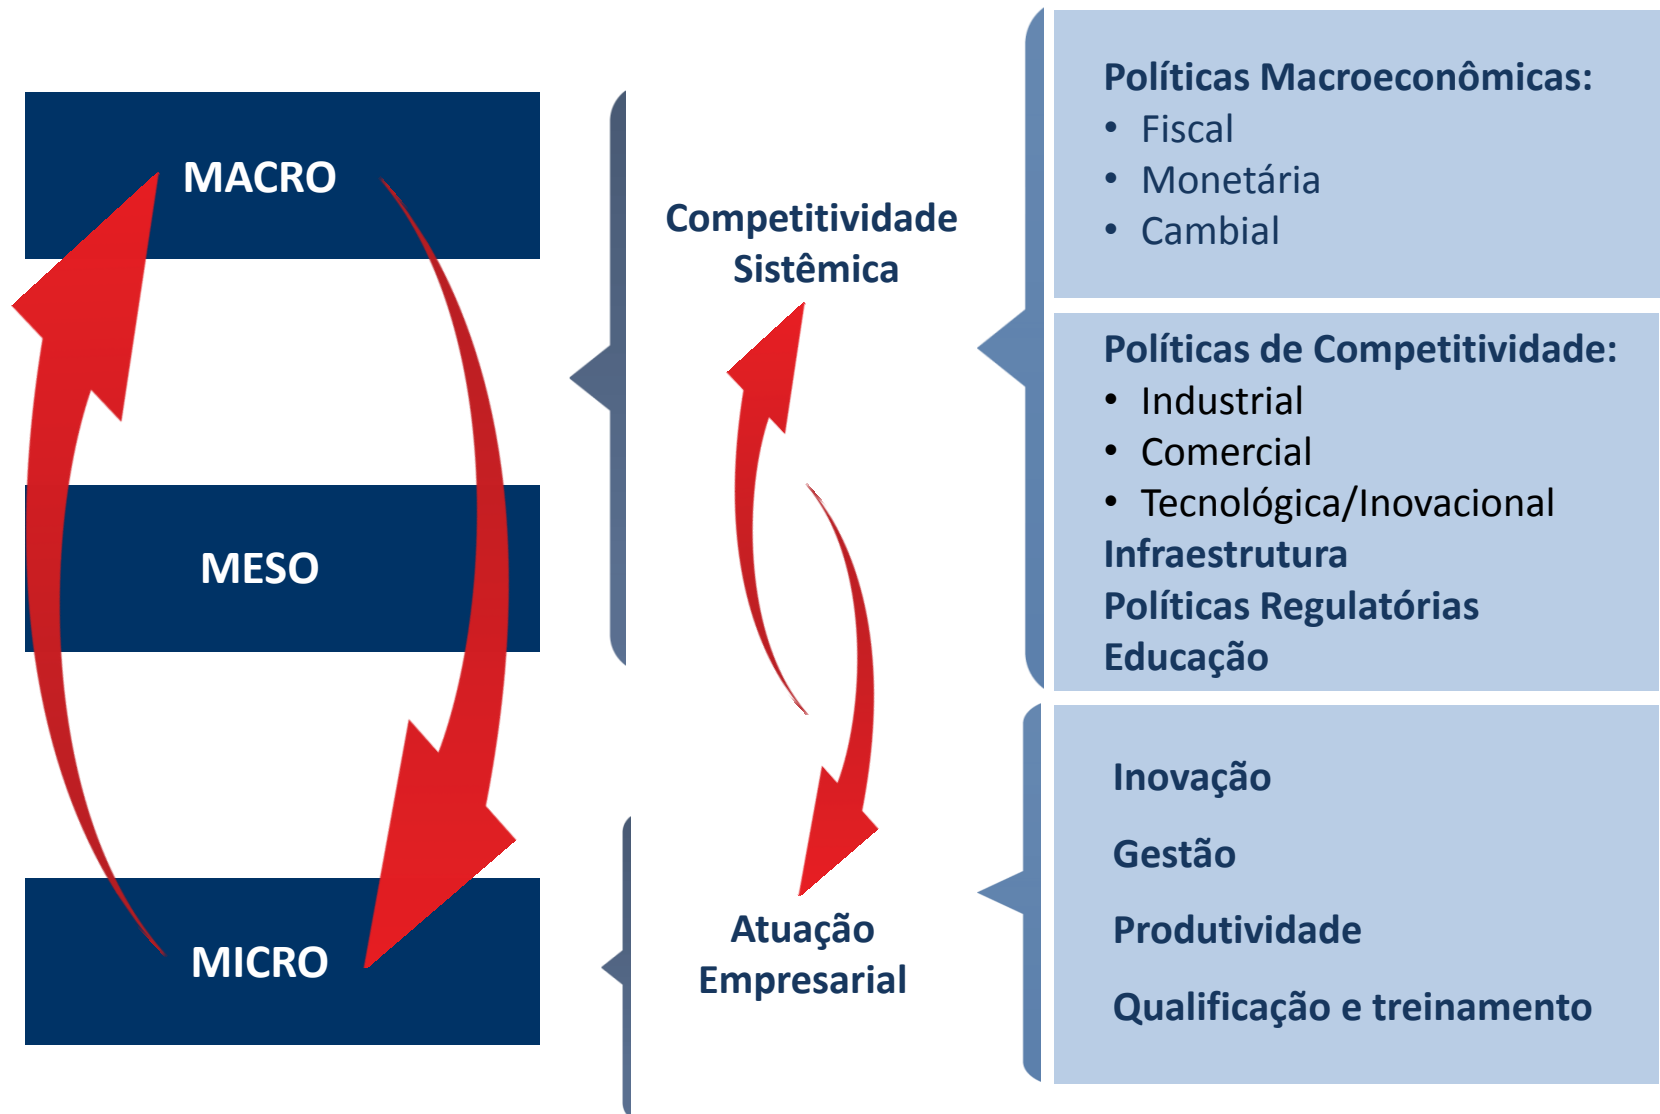 MACRO
MESO
MICRO
Competitividade
Sistêmica
Atuação
Empresarial
Políticas Macroeconômicas:
• Fiscal
• Monetária
• Cambial
Políticas de Competitividade:
• Industrial
• Comercial
• Tecnológica/Inovacional
Infraestrutura
Políticas Regulatórias
Educação
Inovação
Gestão
Produtividade
Qualificação e treinamento